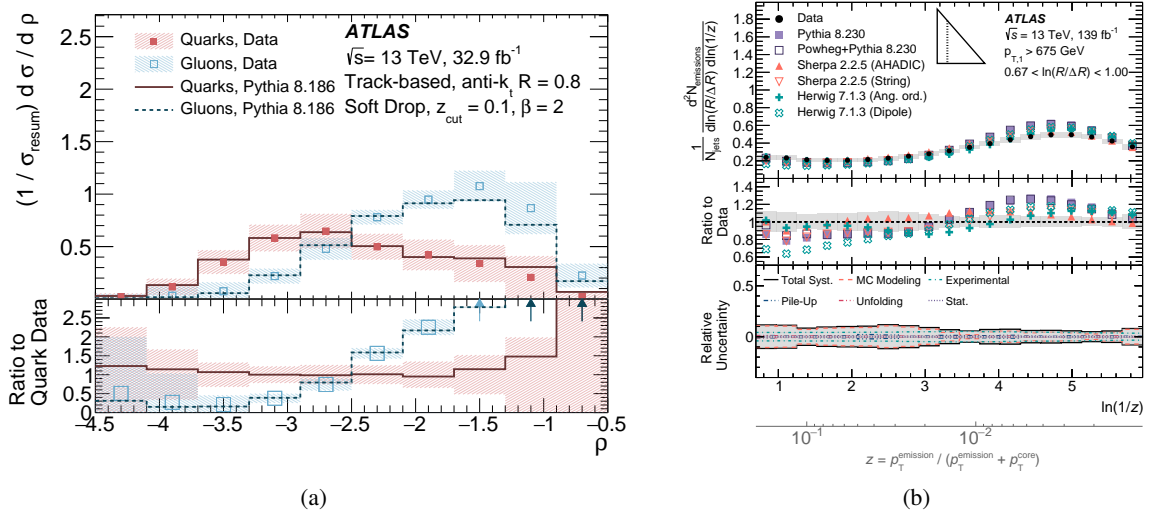 ATLAS
√s= 13 TeV, 32.9 fb⁻¹
Track-based, anti-kt R = 0.8
Soft Drop, zcut = 0.1, β = 2
Quarks, Data
Gluons, Data
Quarks, Pythia 8.186
Gluons, Pythia 8.186
(1 / σresum) d σ / d ρ
2.5
2
1.5
1
0.5
Ratio to
Quark Data
2.5
2
1.5
1
0.5
0
−4.5 −4 −3.5 −3 −2.5 −2 −1.5 −1 −0.5
ρ
(a)
Data
Pythia 8.230
Powheg+Pythia 8.230
Sherpa 2.2.5 (AHADIC)
Sherpa 2.2.5 (String)
Herwig 7.1.3 (Ang. ord.)
Herwig 7.1.3 (Dipole)
ATLAS
√s = 13 TeV, 139 fb⁻¹
pT,1 > 675 GeV
0.67 < ln(R/ΔR) < 1.00
1 / Njets d²Nemissions / dln(R/ΔR) dln(1/z)
1.8
1.6
1.4
1.2
1.0
0.8
0.6
0.4
0.2
Ratio to
Data
1.4
1.2
1.0
0.8
0.6
Total Syst. MC Modeling Experimental
Pile-Up Unfolding Stat.
Relative
Uncertainty
0.5
0
1 2 3 4 5
ln(1/z)
10⁻¹ 10⁻²
z = pTemission / (pTemission + pTcore)
(b)